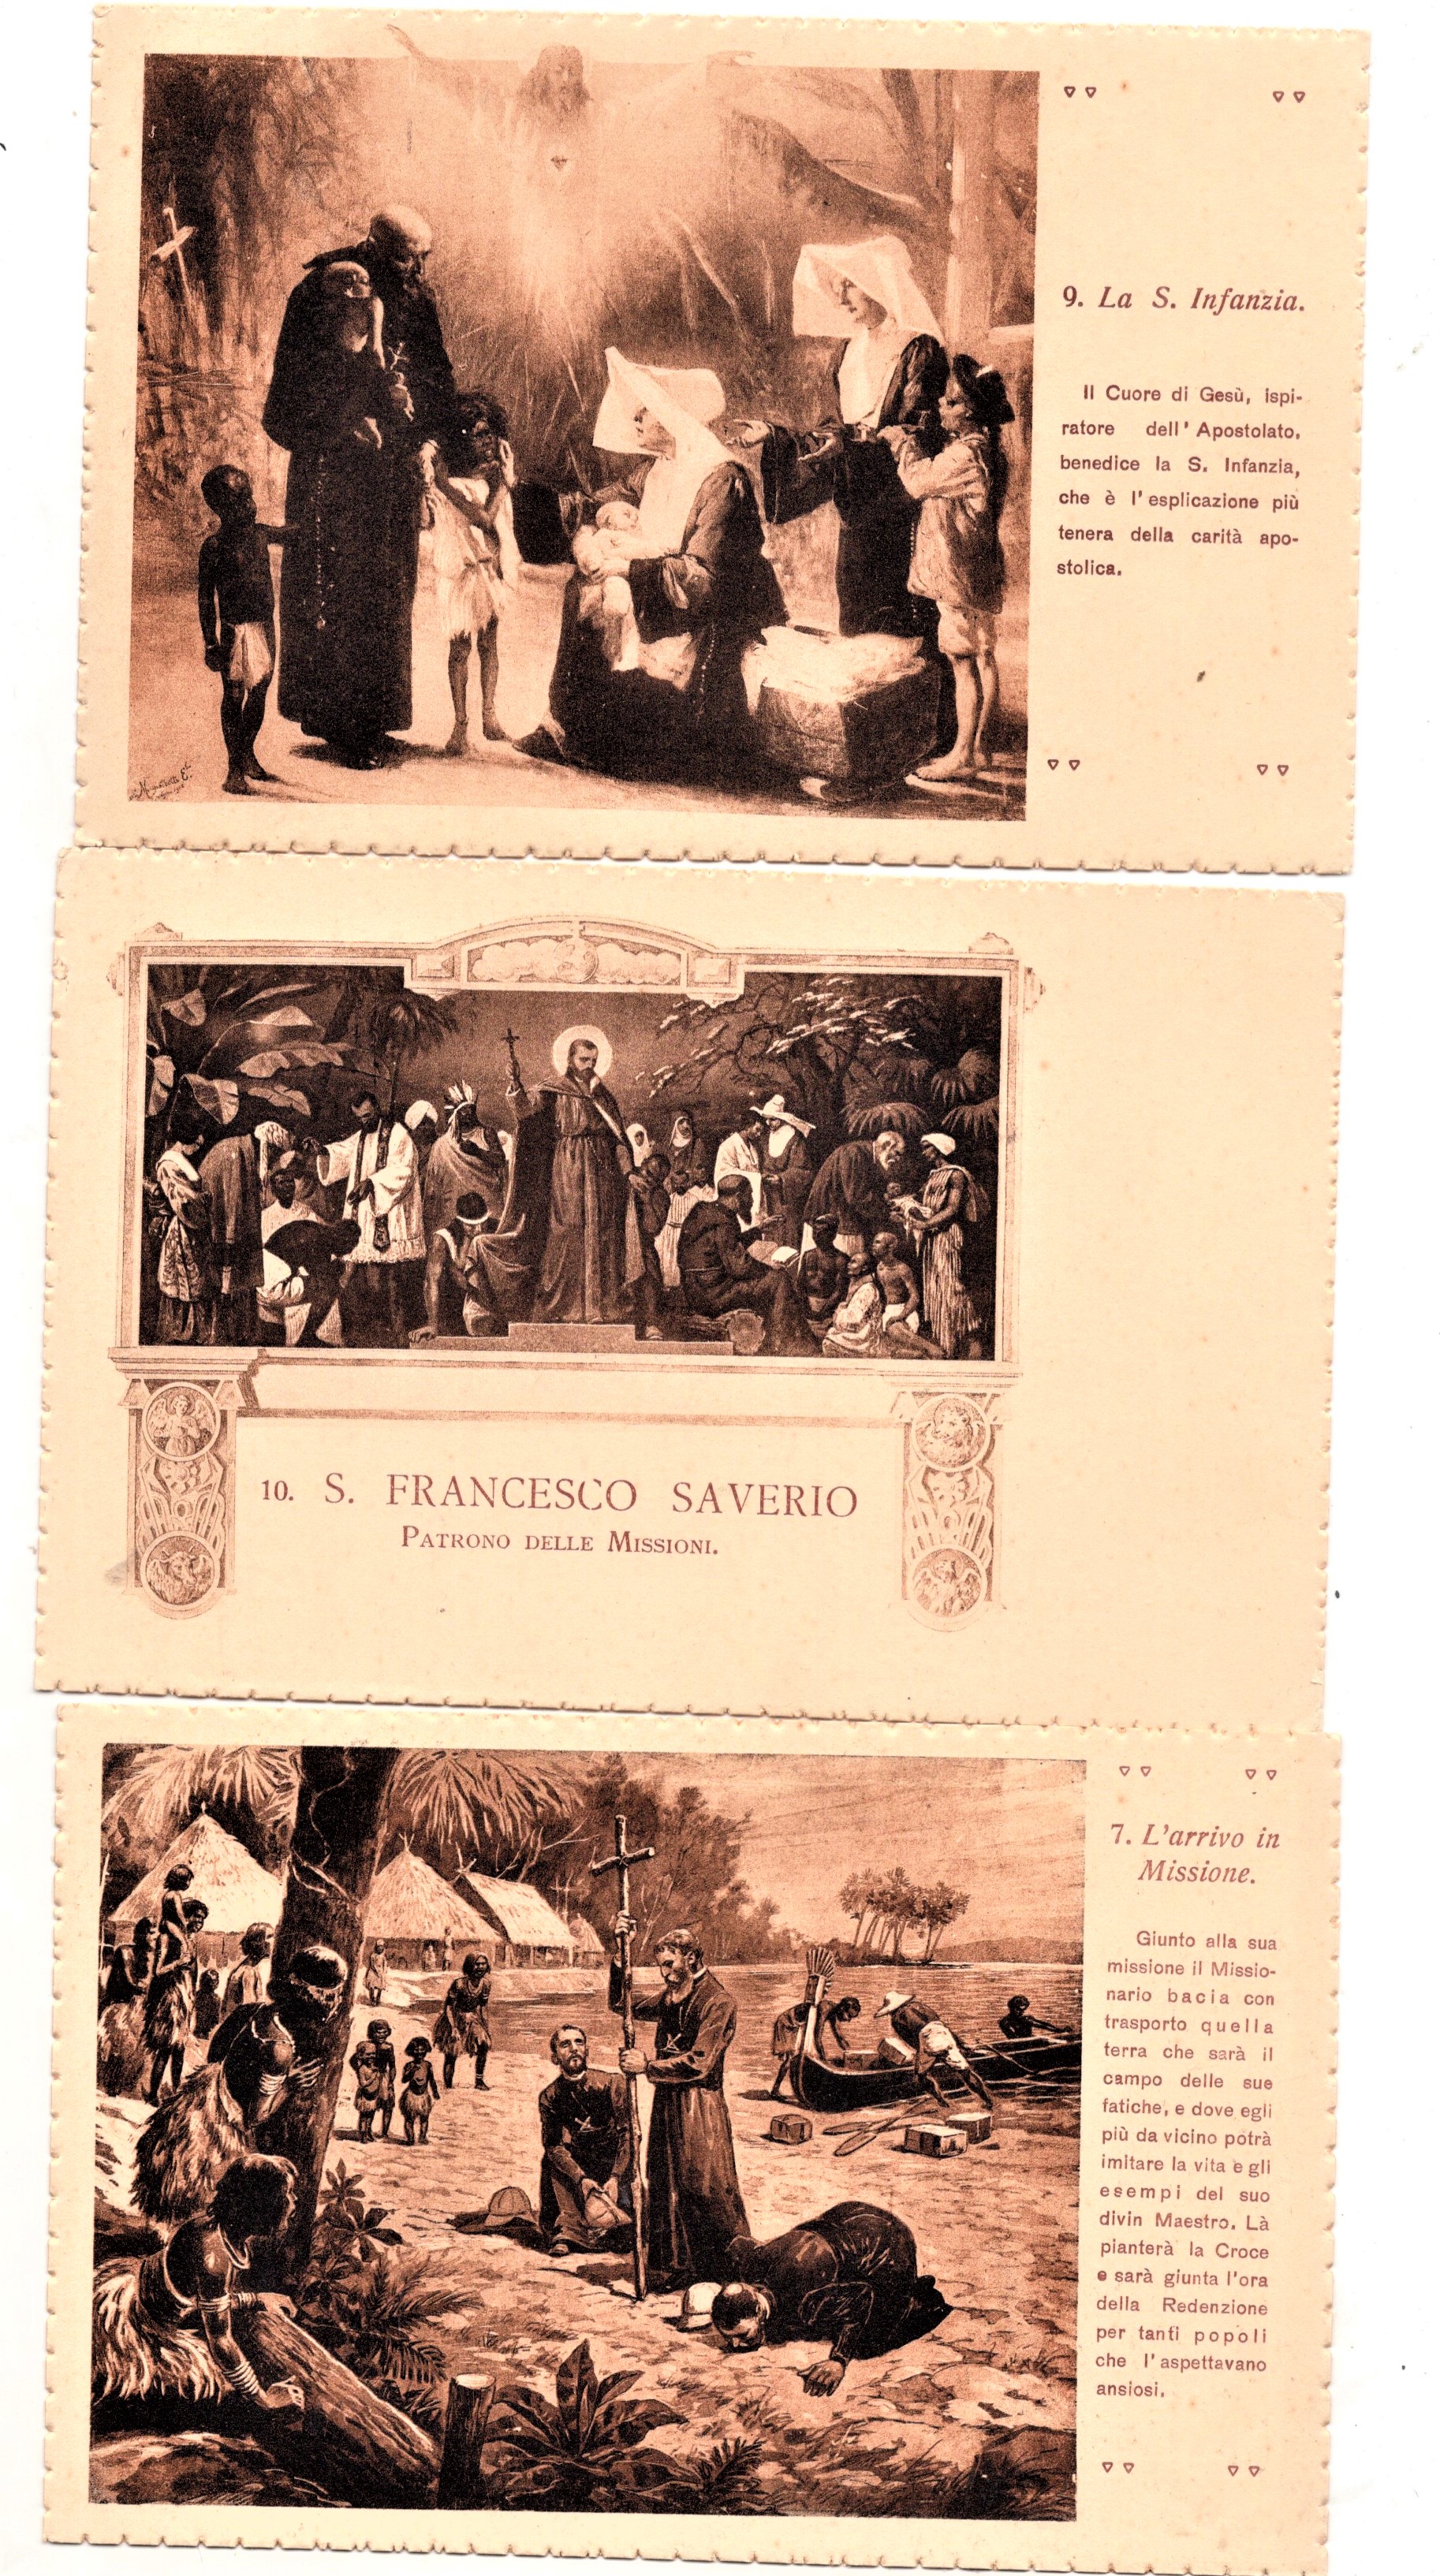 9. La S. Infanzia.
Il Cuore di Gesù, ispi-
ratore dell' Apostolato,
benedice la S. Infanzia,
che è l' esplicazione più
tenera della carità apo-
stolica.
10. S. FRANCESCO SAVERIO
PATRONO DELLE MISSIONI.
7. L'arrivo in
Missione.
Giunto alla sua
missione il Missio-
nario bacia con
trasporto quella
terra che sarà il
campo delle sue
fatiche, e dove egli
più da vicino potrà
imitare la vita e gli
esempi del suo
divin Maestro. Là
pianterà la Croce
e sarà giunta l'ora
della Redenzione
per tanti popoli
che l' aspettavano
ansiosi.